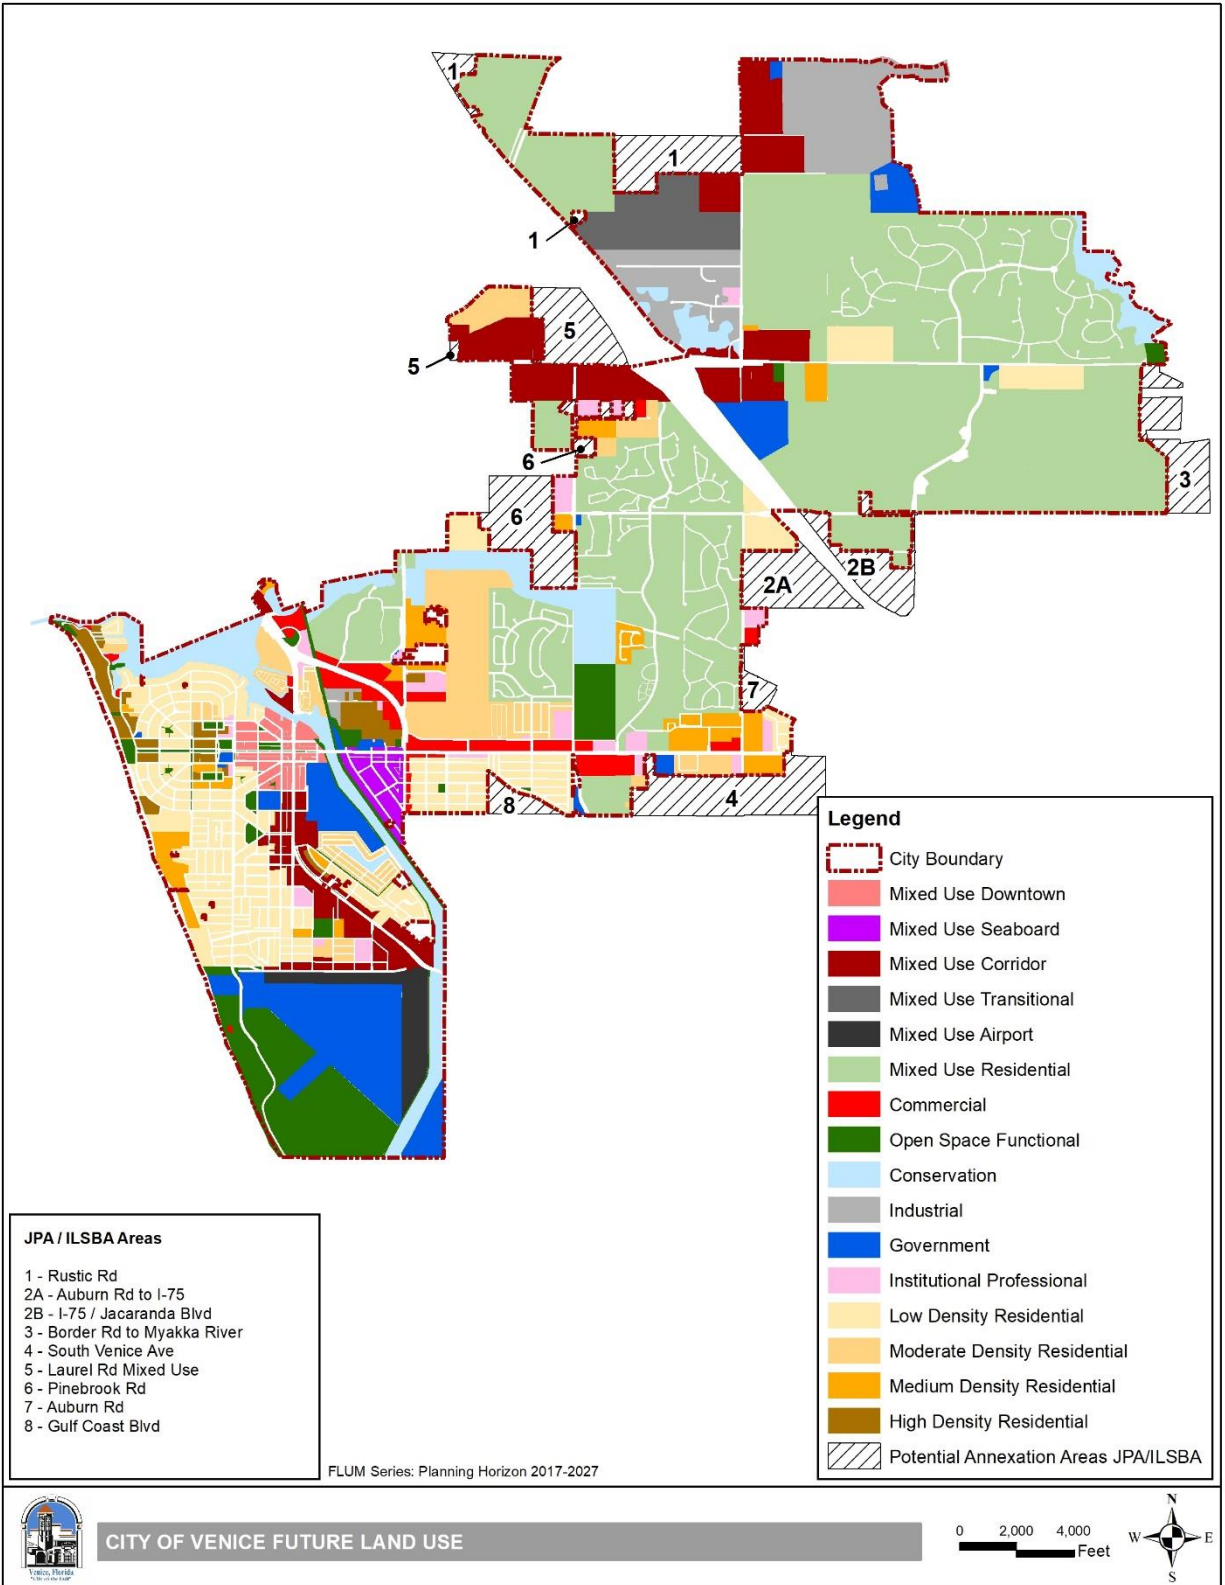 1
1
1
5
5
6
3
6
2A
2B
7
8
4
Legend
City Boundary
Mixed Use Downtown
Mixed Use Seaboard
Mixed Use Corridor
Mixed Use Transitional
Mixed Use Airport
Mixed Use Residential
Commercial
Open Space Functional
Conservation
Industrial
Government
Institutional Professional
Low Density Residential
Moderate Density Residential
Medium Density Residential
High Density Residential
Potential Annexation Areas JPA/ILSBA
JPA / ILSBA Areas
1 - Rustic Rd
2A - Auburn Rd to I-75
2B - I-75 / Jacaranda Blvd
3 - Border Rd to Myakka River
4 - South Venice Ave
5 - Laurel Rd Mixed Use
6 - Pinebrook Rd
7 - Auburn Rd
8 - Gulf Coast Blvd
FLUM Series: Planning Horizon 2017-2027
Venice, Florida
"City on the Gulf"
CITY OF VENICE FUTURE LAND USE
0 2,000 4,000
Feet
N
W E
S